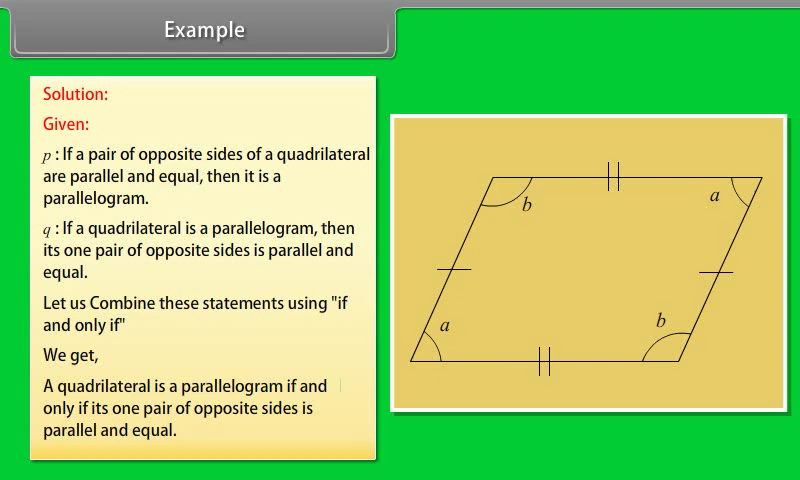 Example
Solution:
Given:
p : If a pair of opposite sides of a quadrilateral
are parallel and equal, then it is a
parallelogram.
q : If a quadrilateral is a parallelogram, then
its one pair of opposite sides is parallel and
equal.
Let us Combine these statements using "if
and only if"
We get,
A quadrilateral is a parallelogram if and
only if its one pair of opposite sides is
parallel and equal.
b
a
a
b